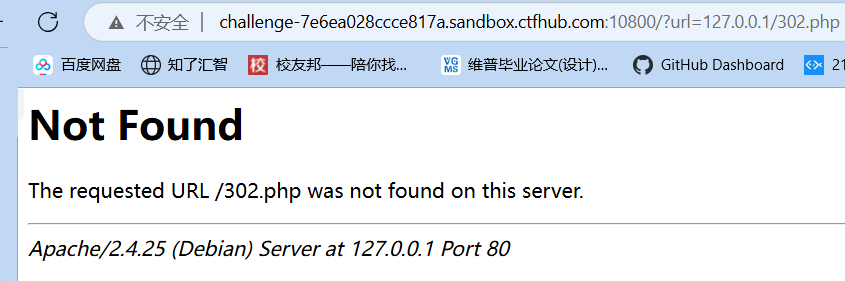 不安全 challenge-7e6ea028ccce817a.sandbox.ctfhub.com:10800/?url=127.0.0.1/302.php
百度网盘 知了汇智 校 校友邦——陪你找... VG MS 维普毕业论文(设计)... GitHub Dashboard 21
Not Found
The requested URL /302.php was not found on this server.
Apache/2.4.25 (Debian) Server at 127.0.0.1 Port 80